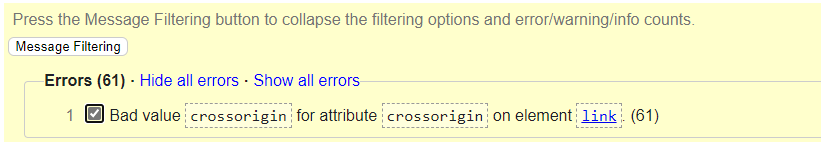 Press the Message Filtering button to collapse the filtering options and error/warning/info counts.
Message Filtering
Errors (61) · Hide all errors · Show all errors
1 Bad value crossorigin for attribute crossorigin on element link. (61)